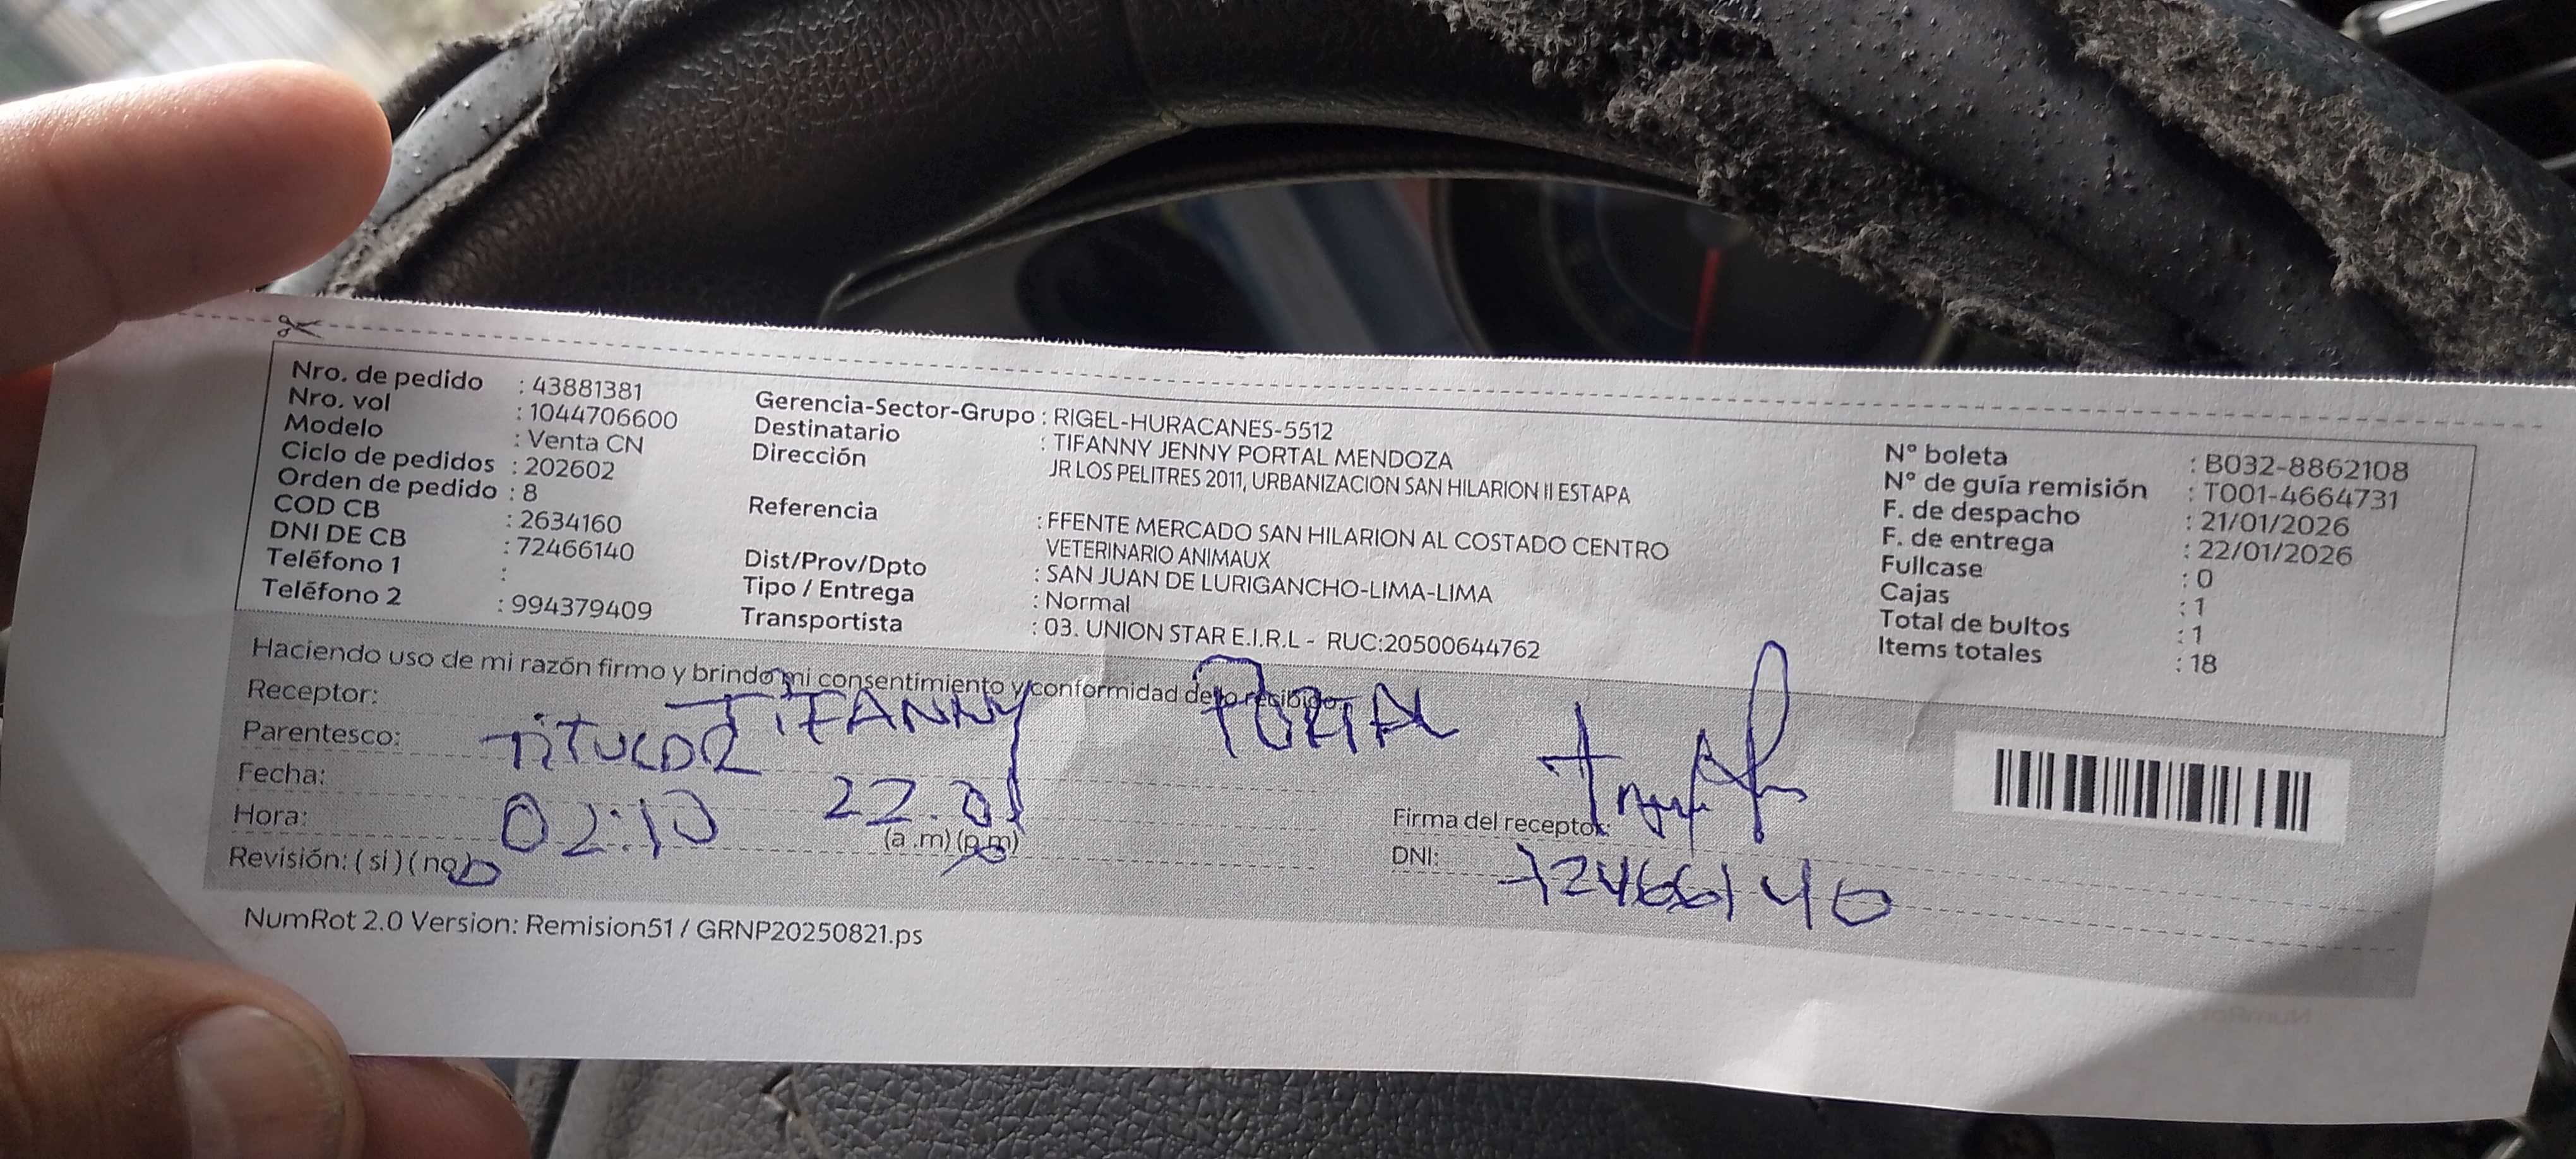 Nro. de pedido : 43881381
Nro. vol : 1044706600
Modelo : Venta CN
Ciclo de pedidos : 202602
Orden de pedido : 8
COD CB : 2634160
DNI DE CB : 72466140
Teléfono 1 :
Teléfono 2 : 994379409
Gerencia-Sector-Grupo : RIGEL-HURACANES-5512
Destinatario : TIFANNY JENNY PORTAL MENDOZA
Dirección JR LOS PELITRES 2011, URBANIZACION SAN HILARION II ESTAPA
Referencia : FFENTE MERCADO SAN HILARION AL COSTADO CENTRO
VETERINARIO ANIMAUX
Dist/Prov/Dpto : SAN JUAN DE LURIGANCHO-LIMA-LIMA
Tipo / Entrega : Normal
Transportista : 03. UNION STAR E.I.R.L - RUC:20500644762
N° boleta : B032-8862108
N° de guía remisión : T001-4664731
F. de despacho : 21/01/2026
F. de entrega : 22/01/2026
Fullcase : 0
Cajas : 1
Total de bultos : 1
Items totales : 18
Haciendo uso de mi razón firmo y brindo mi consentimiento y conformidad de lo recibido.
Receptor: TIFANNY PORTAL
Parentesco: TITULAR
Fecha: 22.01
Hora: 02:10 (a.m) (p.m)
Revisión: (si) (no)
Firma del receptor:
DNI: 72466140
NumRot 2.0 Version: Remision51 / GRNP20250821.ps